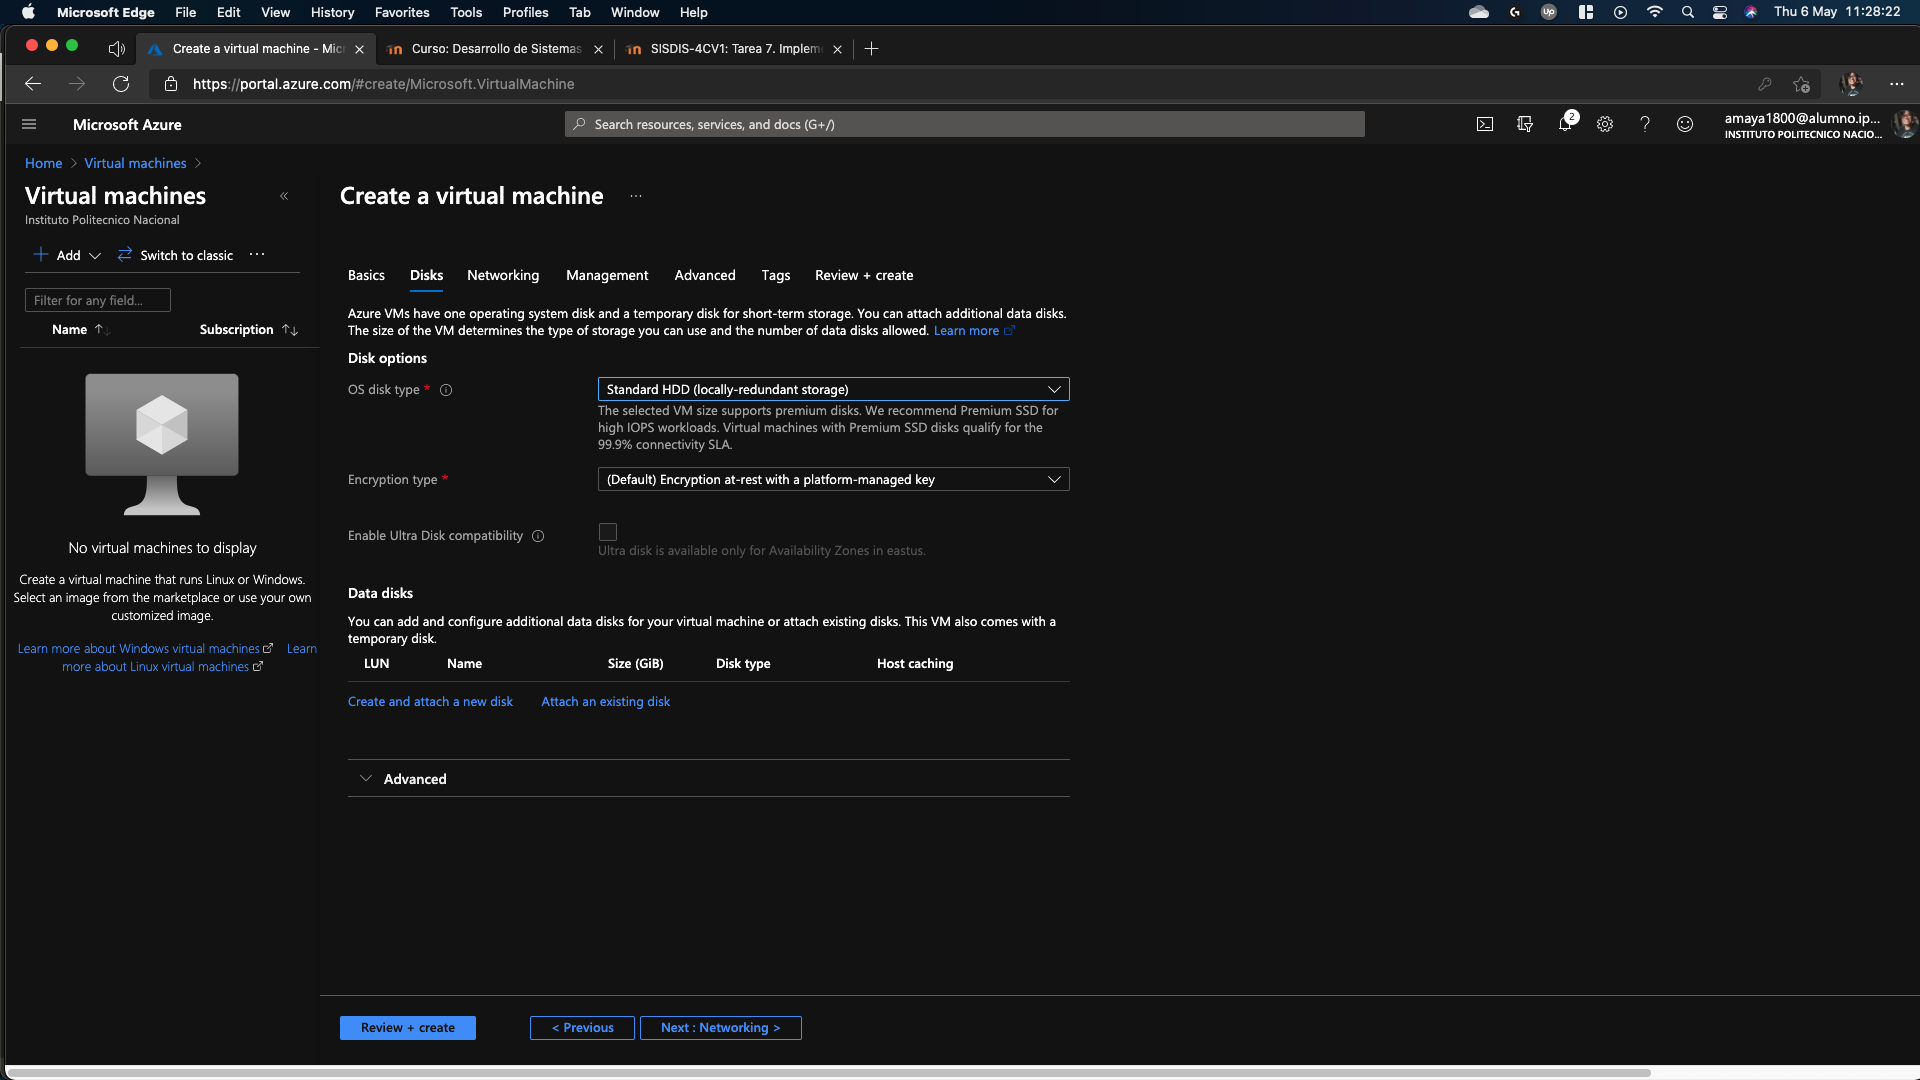 Microsoft Edge File Edit View History Favorites Tools Profiles Tab Window Help
Thu 6 May 11:28:22
Create a virtual machine - Micr
Curso: Desarrollo de Sistemas
SISDIS-4CV1: Tarea 7. Implem
https://portal.azure.com/#create/Microsoft.VirtualMachine
Microsoft Azure
Search resources, services, and docs (G+/)
2
amaya1800@alumno.ip...
INSTITUTO POLITECNICO NACIO...
Home > Virtual machines >
Virtual machines
«
Instituto Politecnico Nacional
Add
Switch to classic
...
Filter for any field...
Name
Subscription
No virtual machines to display
Create a virtual machine that runs Linux or Windows.
Select an image from the marketplace or use your own
customized image.
Learn more about Windows virtual machines
Learn
more about Linux virtual machines
Create a virtual machine
...
Basics
Disks
Networking
Management
Advanced
Tags
Review + create
Azure VMs have one operating system disk and a temporary disk for short-term storage. You can attach additional data disks.
The size of the VM determines the type of storage you can use and the number of data disks allowed. Learn more
Disk options
OS disk type *
Standard HDD (locally-redundant storage)
The selected VM size supports premium disks. We recommend Premium SSD for
high IOPS workloads. Virtual machines with Premium SSD disks qualify for the
99.9% connectivity SLA.
Encryption type *
(Default) Encryption at-rest with a platform-managed key
Enable Ultra Disk compatibility
Ultra disk is available only for Availability Zones in eastus.
Data disks
You can add and configure additional data disks for your virtual machine or attach existing disks. This VM also comes with a
temporary disk.
LUN
Name
Size (GiB)
Disk type
Host caching
Create and attach a new disk
Attach an existing disk
Advanced
Review + create
< Previous
Next : Networking >